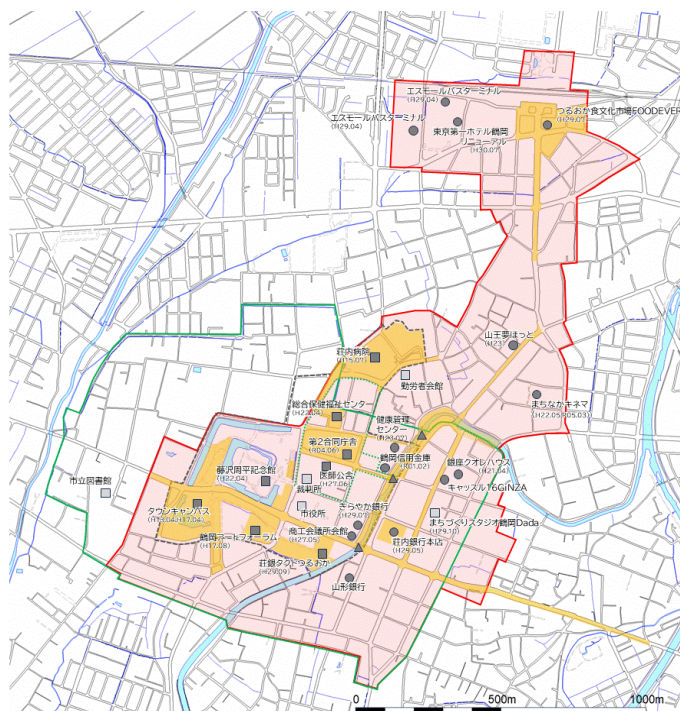 エスモールバスターミナル
(H29.04)
エスモールバスターミナル
(H29.04)
東京第一ホテル鶴岡
リニューアル
(H30.07)
つるおか食文化市場FOODEVER
(H29.07)
山王夢ほっと
まちなかキネマ
荘内病院
(H15.07)
勤労者会館
総合保健福祉センター
(H22.04)
健康管理
センター
第2合同庁舎
(R04.06)
鶴岡信用金庫
(R01.02)
銀座クオレハウス
(H21.04)
キャッスル16GiNZA
医師公舎
(H27.06)
藤沢周平記念館
(H22.04)
裁判所
市立図書館
タウンキャンパス
(H13.04,H17.04)
市役所
きらやか銀行
(H29.07)
まちづくりスタジオ鶴岡Dada
(H29.10)
鶴岡アートフォーラム
(H17.08)
商工会議所会館
(H27.05)
荘内銀行本店
(H29.05)
荘銀タクトつるおか
(H29.09)
山形銀行
0
500m
1000m